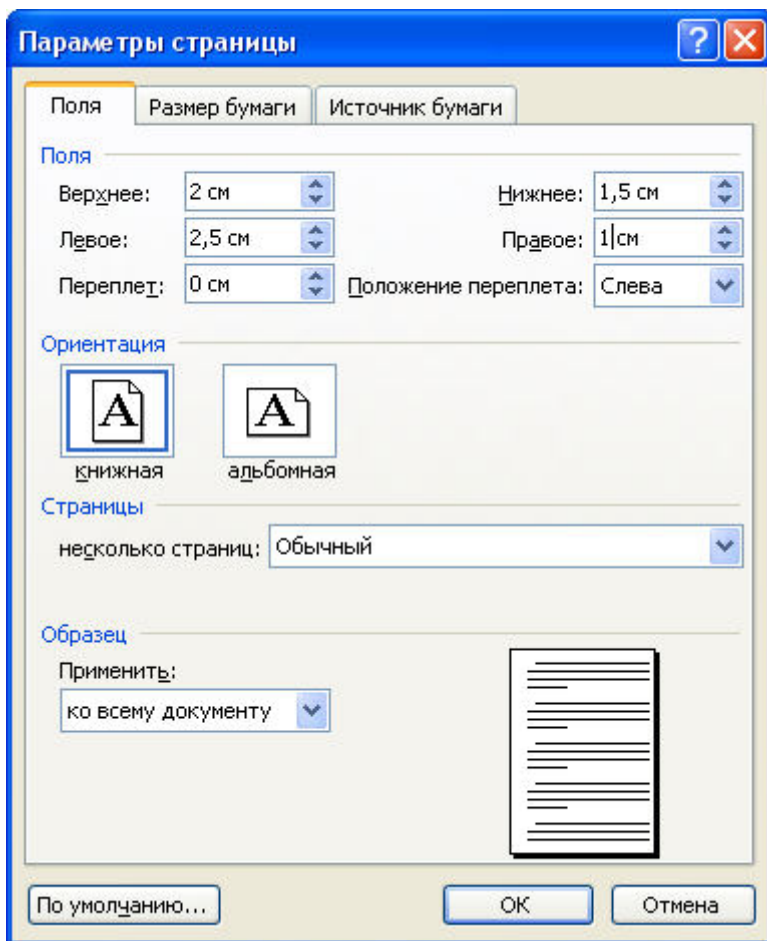 Параметры страницы
Поля Размер бумаги Источник бумаги
Поля
Верхнее: 2 см Нижнее: 1,5 см
Левое: 2,5 см Правое: 1 см
Переплет: 0 см Положение переплета: Слева
Ориентация
A A
книжная альбомная
Страницы
несколько страниц: Обычный
Образец
Применить:
ко всему документу
По умолчанию... ОК Отмена